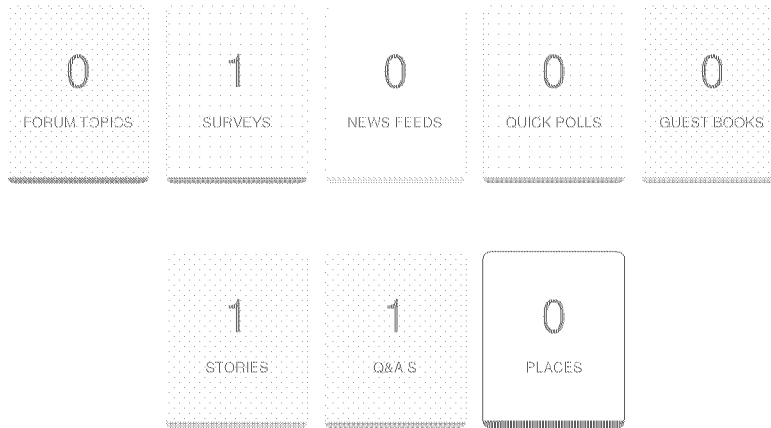 0 1 0 0 0
FORUM TOPICS SURVEYS NEWS FEEDS QUICK POLLS GUEST BOOKS
1 1 0
STORIES Q&A'S PLACES